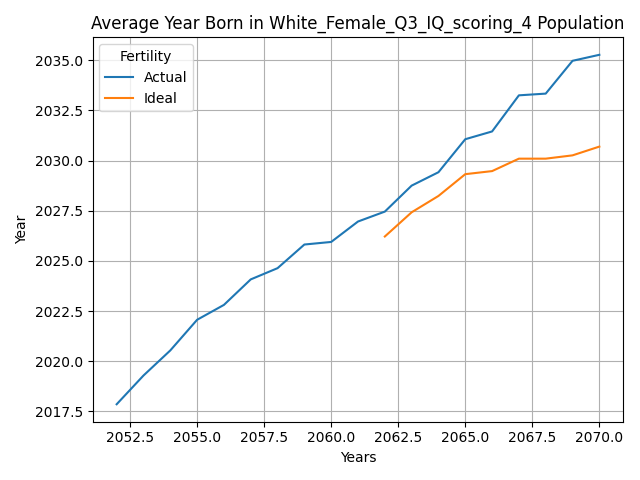 Average Year Born in White_Female_Q3_IQ_scoring_4 Population
Fertility
Actual
Ideal
2035.0
2032.5
2030.0
2027.5
2025.0
2022.5
2020.0
2017.5
Year
2052.5 2055.0 2057.5 2060.0 2062.5 2065.0 2067.5 2070.0
Years